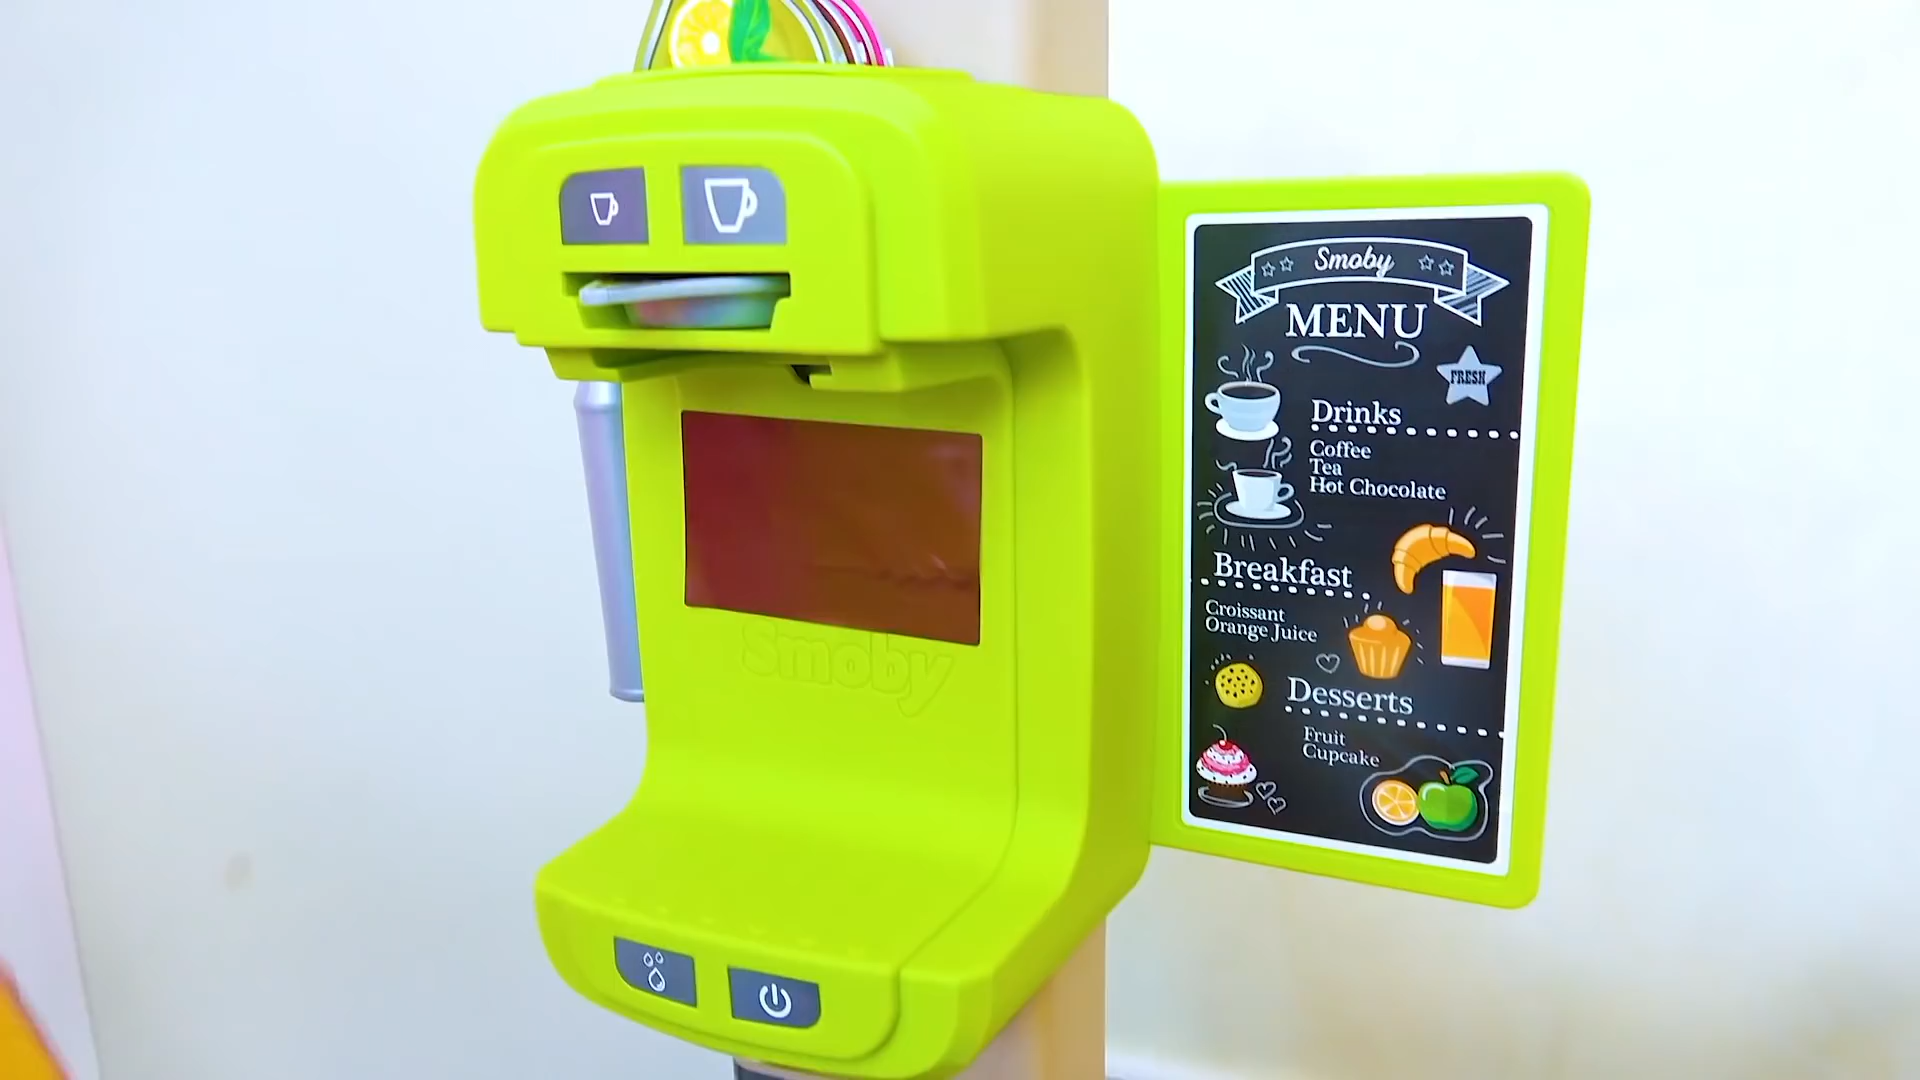 Smoby
MENU
FRESH
Drinks
Coffee
Tea
Hot Chocolate
Breakfast
Croissant
Orange Juice
Desserts
Fruit
Cupcake
Smoby